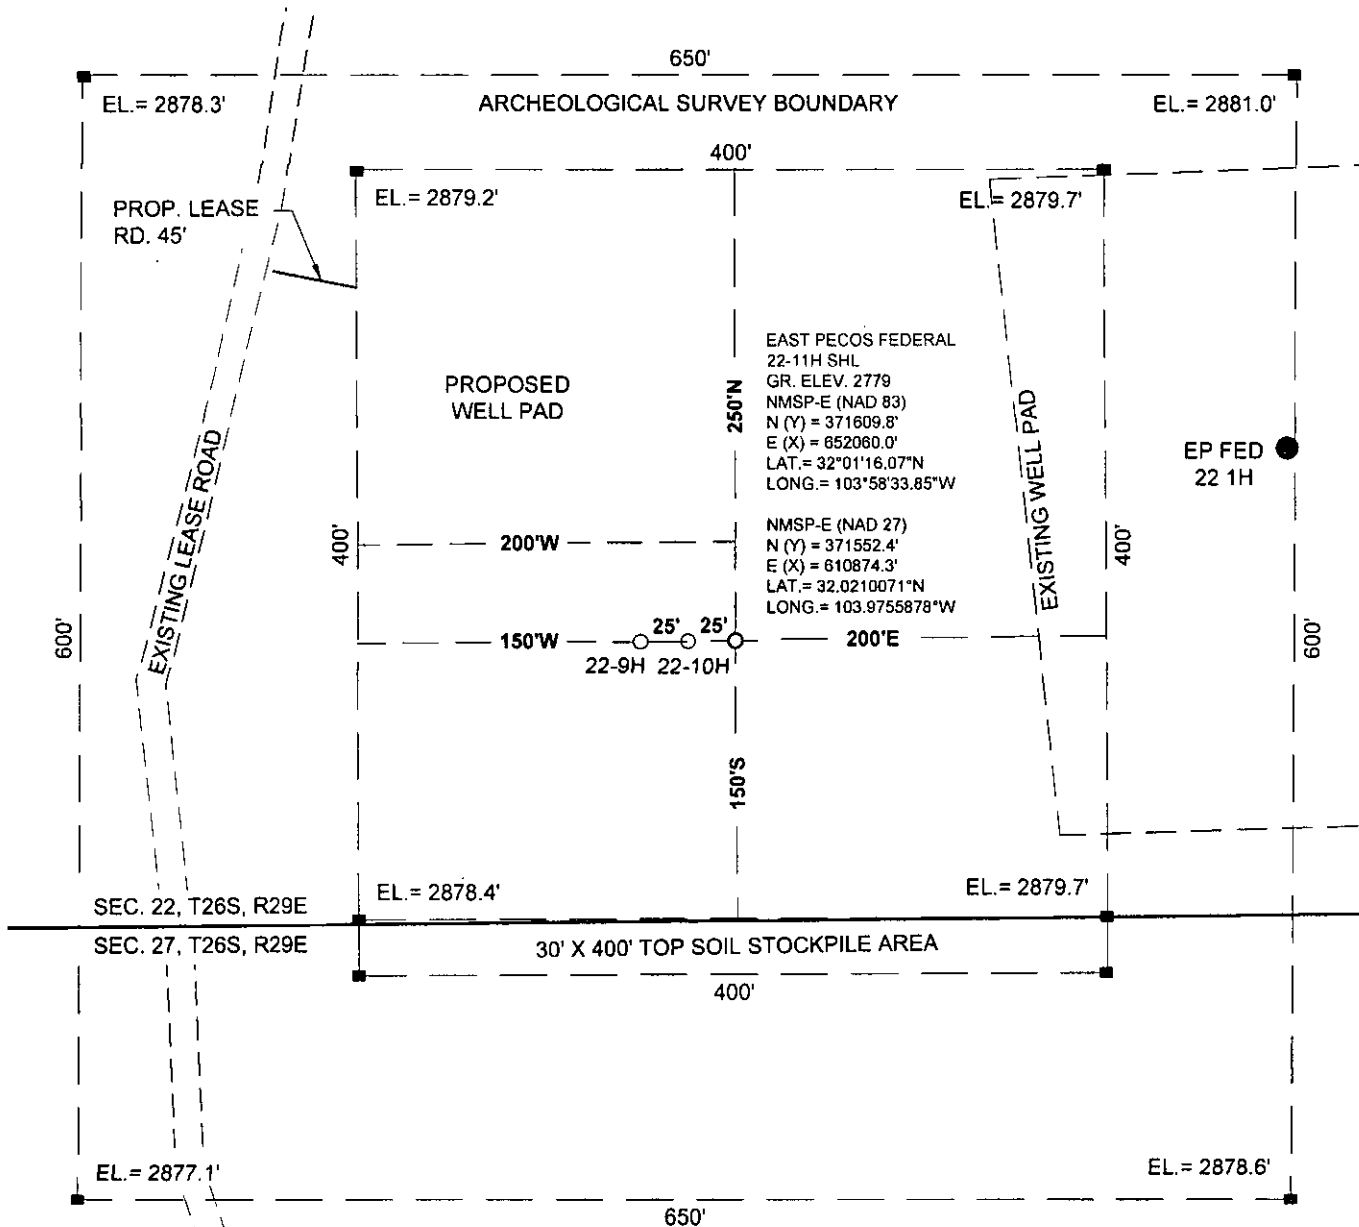 650'
EL.= 2878.3'
ARCHEOLOGICAL SURVEY BOUNDARY
EL.= 2881.0'
400'
PROP. LEASE
RD. 45'
EL.= 2879.2'
EL.= 2879.7'
PROPOSED
WELL PAD
250'N
EAST PECOS FEDERAL
22-11H SHL
GR. ELEV. 2779
NMSP-E (NAD 83)
N (Y) = 371609.8'
E (X) = 652060.0'
LAT.= 32°01'16.07"N
LONG.= 103°58'33.85"W
NMSP-E (NAD 27)
N (Y) = 371552.4'
E (X) = 610874.3'
LAT.= 32.0210071°N
LONG.= 103.9755878°W
EXISTING WELL PAD
EP FED
22 1H
EXISTING LEASE ROAD
400'
200'W
400'
600'
150'W
25'
25'
200'E
600'
22-9H
22-10H
150'S
EL.= 2878.4'
EL.= 2879.7'
SEC. 22, T26S, R29E
SEC. 27, T26S, R29E
30' X 400' TOP SOIL STOCKPILE AREA
400'
EL.= 2877.1'
EL.= 2878.6'
650'